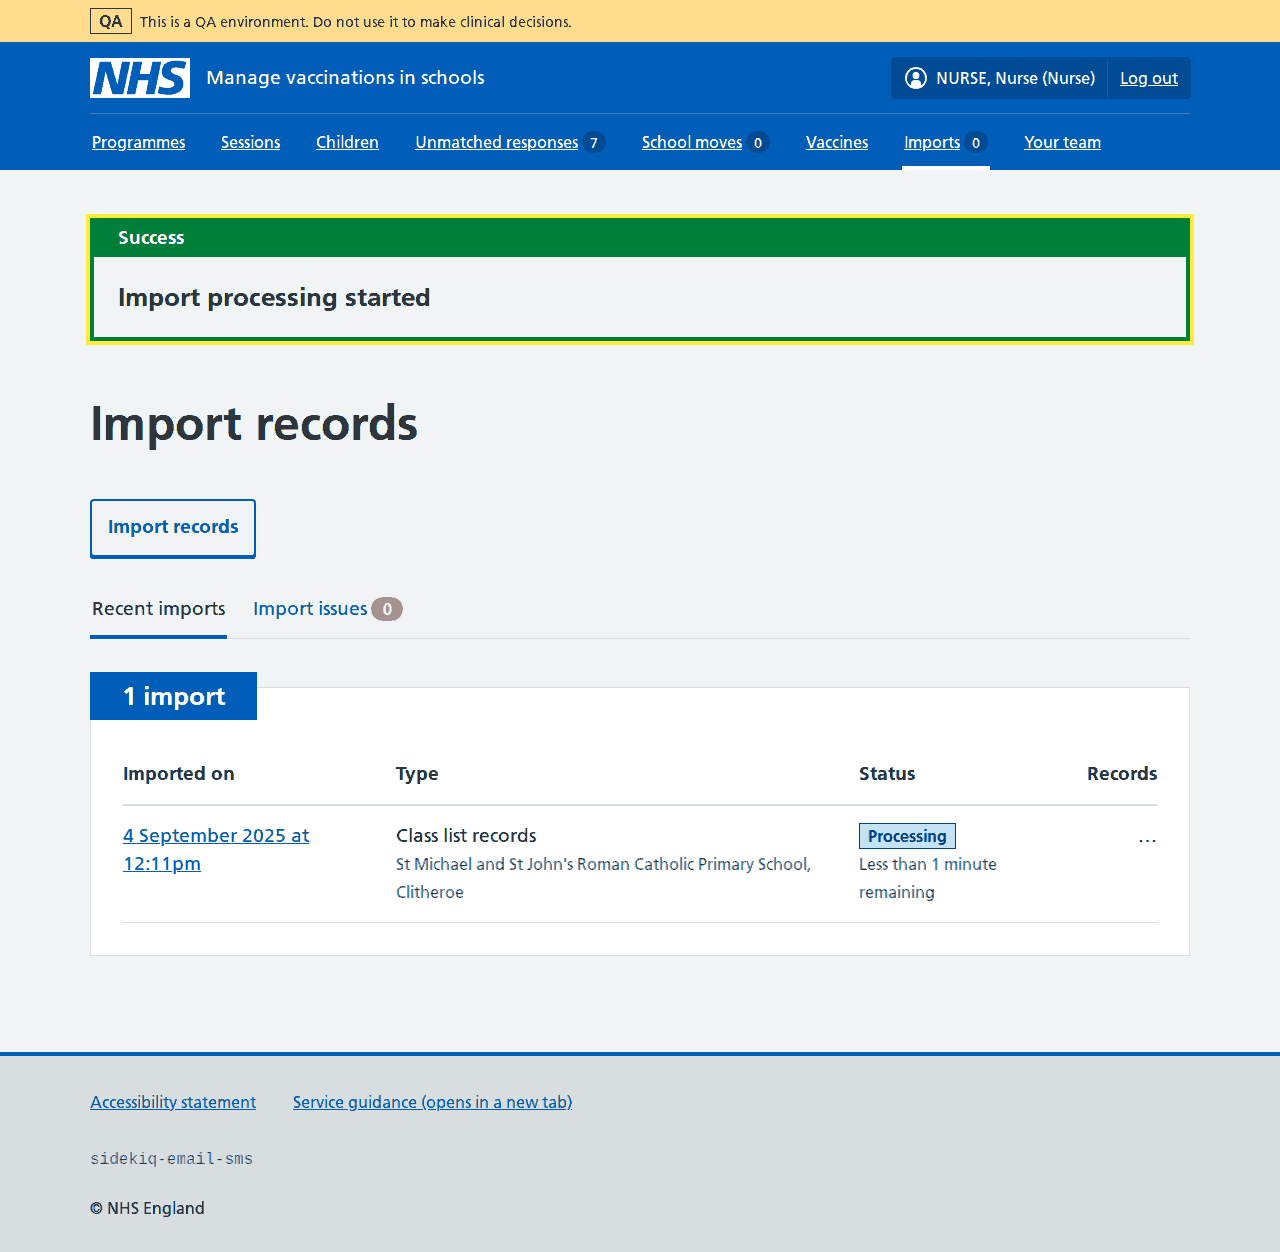 QA This is a QA environment. Do not use it to make clinical decisions.
NHS Manage vaccinations in schools NURSE, Nurse (Nurse) Log out
Programmes Sessions Children Unmatched responses 7 School moves 0 Vaccines Imports 0 Your team
Success
Import processing started
Import records
Import records
Recent imports Import issues 0
1 import
Imported on Type Status Records
4 September 2025 at Class list records Processing ...
12:11pm St Michael and St John's Roman Catholic Primary School, Less than 1 minute
Clitheroe remaining
Accessibility statement Service guidance (opens in a new tab)
sidekiq-email-sms
© NHS England